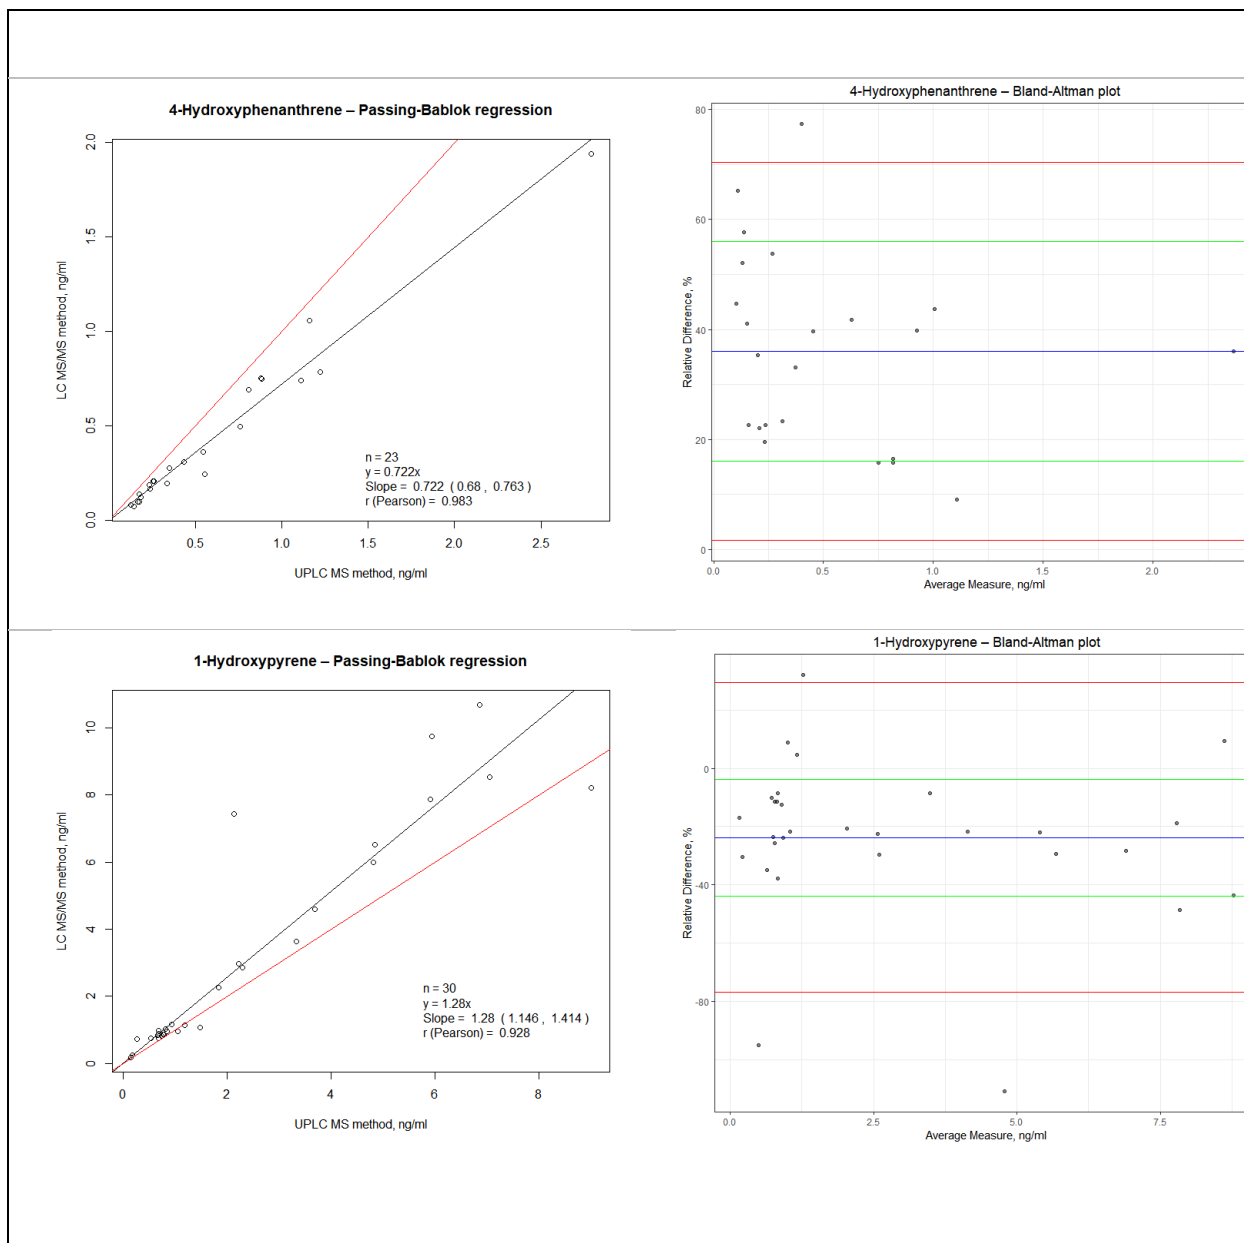 4-Hydroxyphenanthrene – Passing-Bablok regression
LC MS/MS method, ng/ml
0.0
0.5
1.0
1.5
2.0
n = 23
y = 0.722x
Slope = 0.722 ( 0.68 , 0.763 )
r (Pearson) = 0.983
0.5
1.0
1.5
2.0
2.5
UPLC MS method, ng/ml
4-Hydroxyphenanthrene – Bland-Altman plot
Relative Difference, %
80
60
40
20
0
0.0
0.5
1.0
1.5
2.0
Average Measure, ng/ml
1-Hydroxypyrene – Passing-Bablok regression
LC MS/MS method, ng/ml
0
2
4
6
8
10
n = 30
y = 1.28x
Slope = 1.28 ( 1.146 , 1.414 )
r (Pearson) = 0.928
0
2
4
6
8
UPLC MS method, ng/ml
1-Hydroxypyrene – Bland-Altman plot
Relative Difference, %
0
-40
-80
0.0
2.5
5.0
7.5
Average Measure, ng/ml